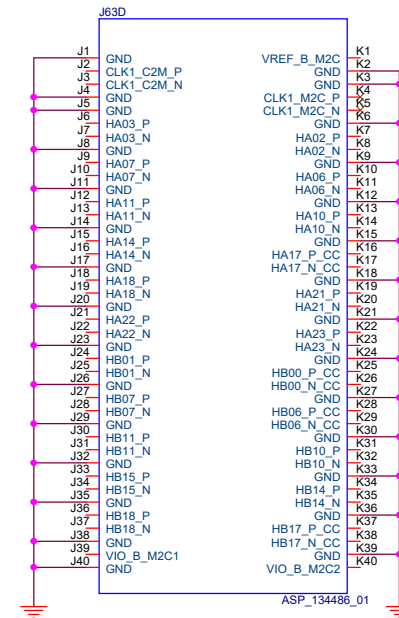 J63D
J1 GND VREF_B_M2C K1
J2 CLK1_C2M_P GND K2
J3 CLK1_C2M_N GND K3
J4 GND CLK1_M2C_P K4
J5 GND CLK1_M2C_N K5
J6 HA03_P GND K6
J7 HA03_N HA02_P K7
J8 GND HA02_N K8
J9 HA07_P GND K9
J10 HA07_N HA06_P K10
J11 GND HA06_N K11
J12 HA11_P GND K12
J13 HA11_N HA10_P K13
J14 GND HA10_N K14
J15 HA14_P GND K15
J16 HA14_N HA17_P_CC K16
J17 GND HA17_N_CC K17
J18 HA18_P GND K18
J19 HA18_N HA21_P K19
J20 GND HA21_N K20
J21 HA22_P GND K21
J22 HA22_N HA23_P K22
J23 GND HA23_N K23
J24 HB01_P GND K24
J25 HB01_N HB00_P_CC K25
J26 GND HB00_N_CC K26
J27 HB07_P GND K27
J28 HB07_N HB06_P_CC K28
J29 GND HB06_N_CC K29
J30 HB11_P GND K30
J31 HB11_N HB10_P K31
J32 GND HB10_N K32
J33 HB15_P GND K33
J34 HB15_N HB14_P K34
J35 GND HB14_N K35
J36 HB18_P GND K36
J37 HB18_N HB17_P_CC K37
J38 GND HB17_N_CC K38
J39 VIO_B_M2C1 GND K39
J40 GND VIO_B_M2C2 K40
ASP_134486_01